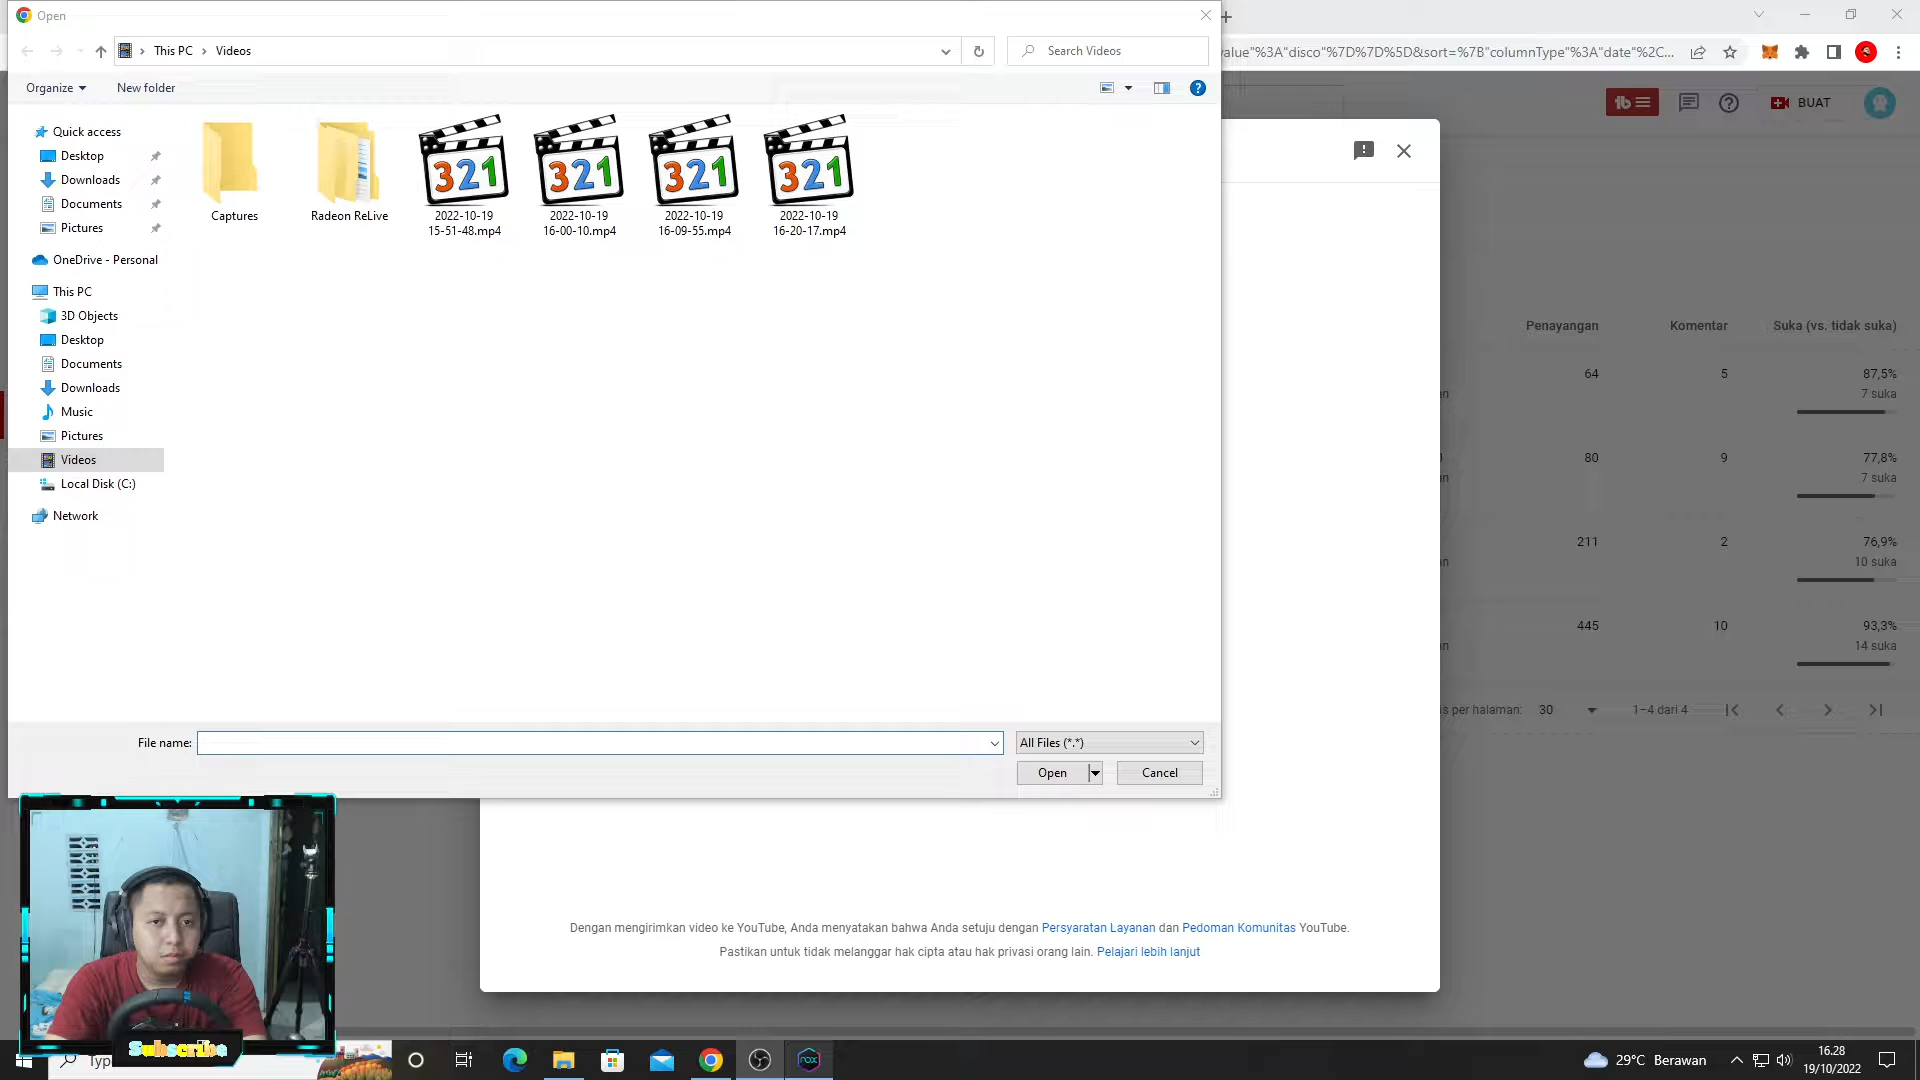 Open
This PC
Videos
Search Videos
value"%3A"disco"%7D%7D%5D&sort=%7B"columnType"%3A"date"%2C...
Organize
New folder
BUAT
Quick access
Desktop
Downloads
Documents
Pictures
OneDrive - Personal
This PC
3D Objects
Desktop
Documents
Downloads
Music
Pictures
Videos
Local Disk (C:)
Network
Captures
Radeon ReLive
321
2022-10-19
15-51-48.mp4
321
2022-10-19
16-00-10.mp4
321
2022-10-19
16-09-55.mp4
321
2022-10-19
16-20-17.mp4
Penayangan
Komentar
Suka (vs. tidak suka)
64
5
87,5%
7 suka
80
9
77,8%
7 suka
211
2
76,9%
10 suka
445
10
93,3%
14 suka
s per halaman:
30
1–4 dari 4
File name:
All Files (*.*)
Open
Cancel
Dengan mengirimkan video ke YouTube, Anda menyatakan bahwa Anda setuju dengan Persyaratan Layanan dan Pedoman Komunitas YouTube.
Pastikan untuk tidak melanggar hak cipta atau hak privasi orang lain. Pelajari lebih lanjut
Subscribe
Typ
29°C Berawan
16.28
19/10/2022